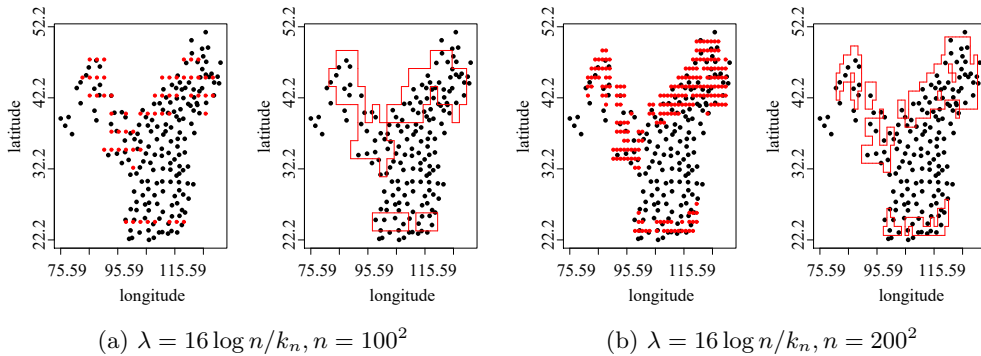 52.2
42.2
32.2
22.2
latitude
75.59 95.59 115.59
longitude
52.2
42.2
32.2
22.2
latitude
75.59 95.59 115.59
longitude
(a) λ = 16 log n/kₙ, n = 100²
52.2
42.2
32.2
22.2
latitude
75.59 95.59 115.59
longitude
52.2
42.2
32.2
22.2
latitude
75.59 95.59 115.59
longitude
(b) λ = 16 log n/kₙ, n = 200²